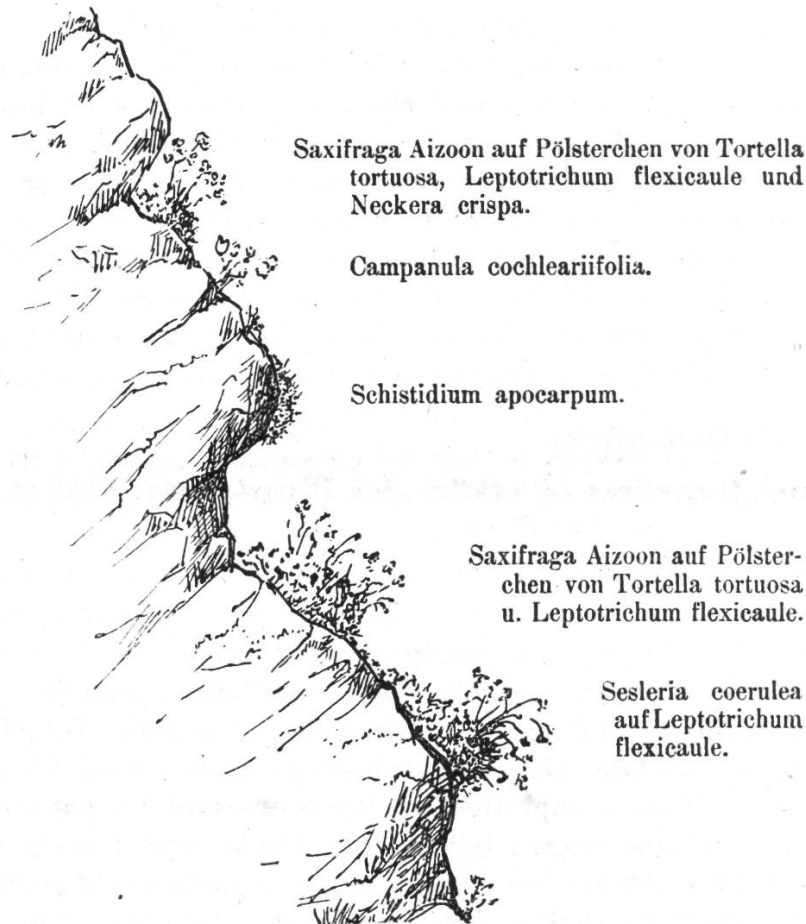 Saxifraga Aizoon auf Pölsterchen von Tortella
tortuosa, Leptotrichum flexicaule und
Neckera crispa.
Campanula cochleariifolia.
Schistidium apocarpum.
Saxifraga Aizoon auf Pölster-
chen von Tortella tortuosa
u. Leptotrichum flexicaule.
Sesleria coerulea
auf Leptotrichum
flexicaule.